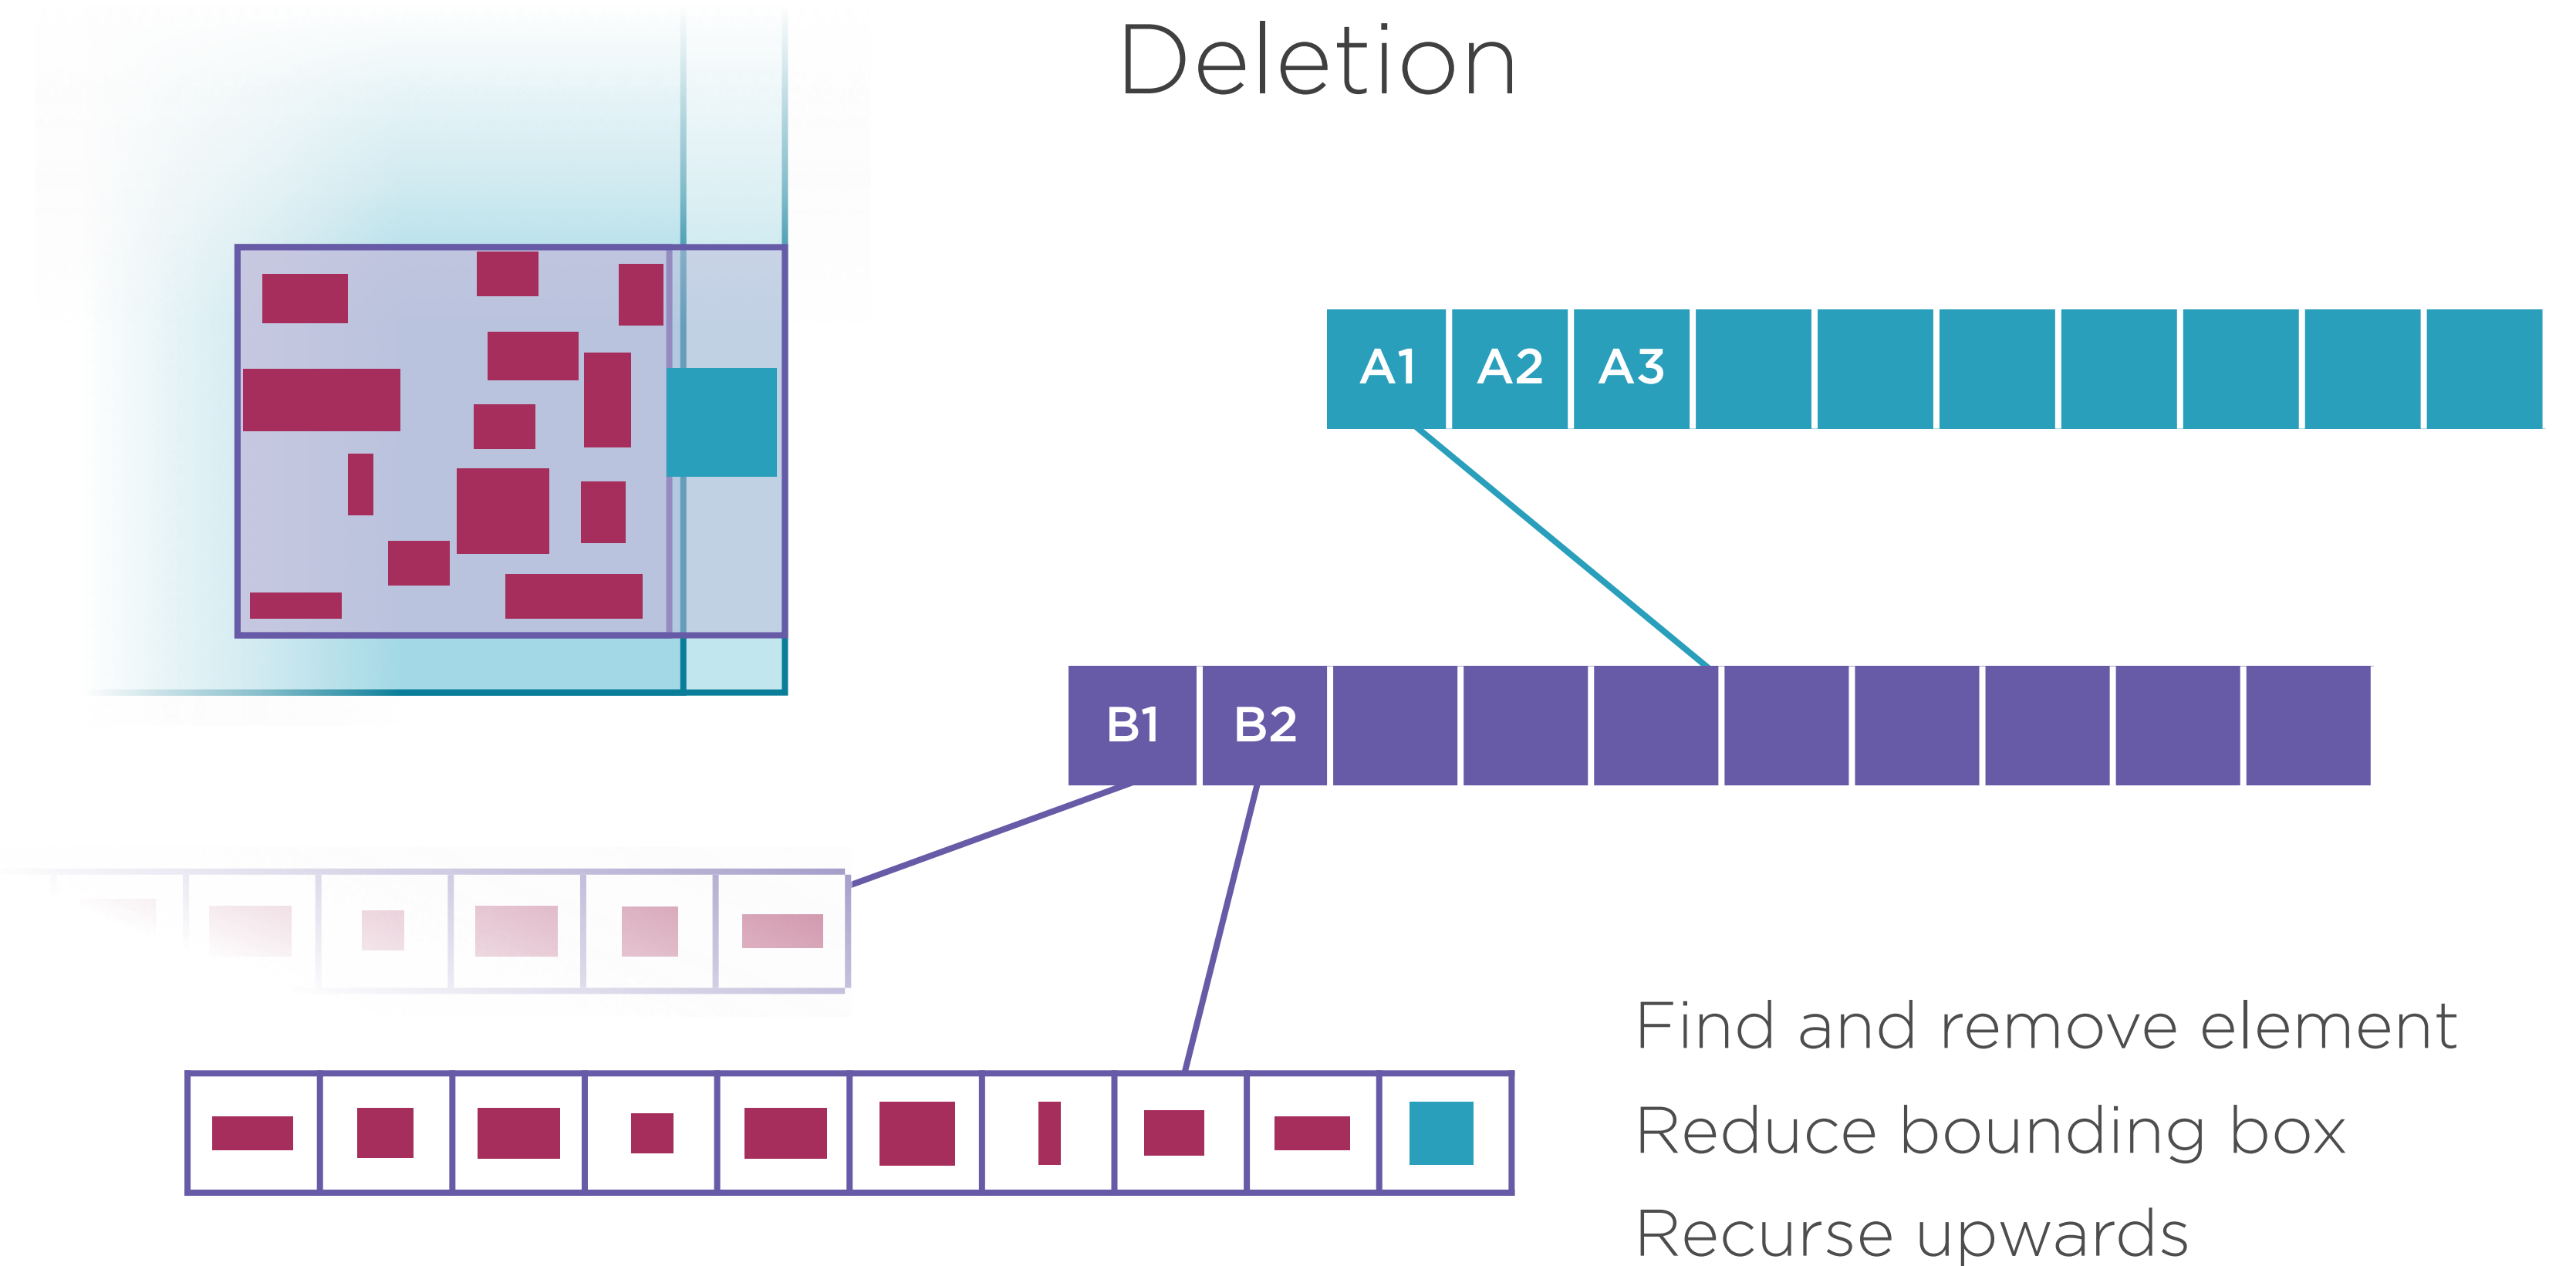 Deletion
A1 A2 A3
B1 B2
Find and remove element
Reduce bounding box
Recurse upwards